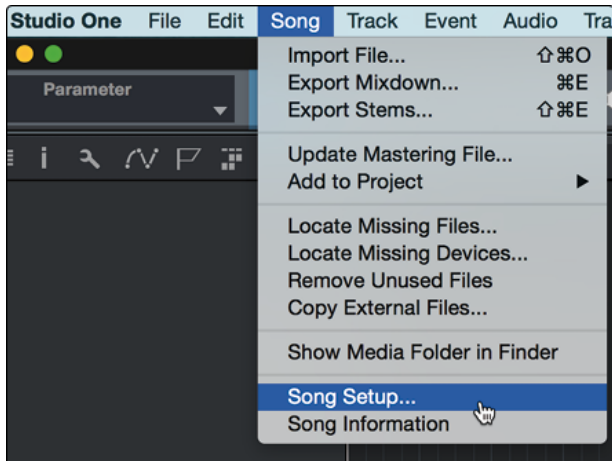 Studio One File Edit Song Track Event Audio Tra
Parameter
Import File... ⇧⌘O
Export Mixdown... ⌘E
Export Stems... ⇧⌘E
Update Mastering File...
Add to Project
Locate Missing Files...
Locate Missing Devices...
Remove Unused Files
Copy External Files...
Show Media Folder in Finder
Song Setup...
Song Information